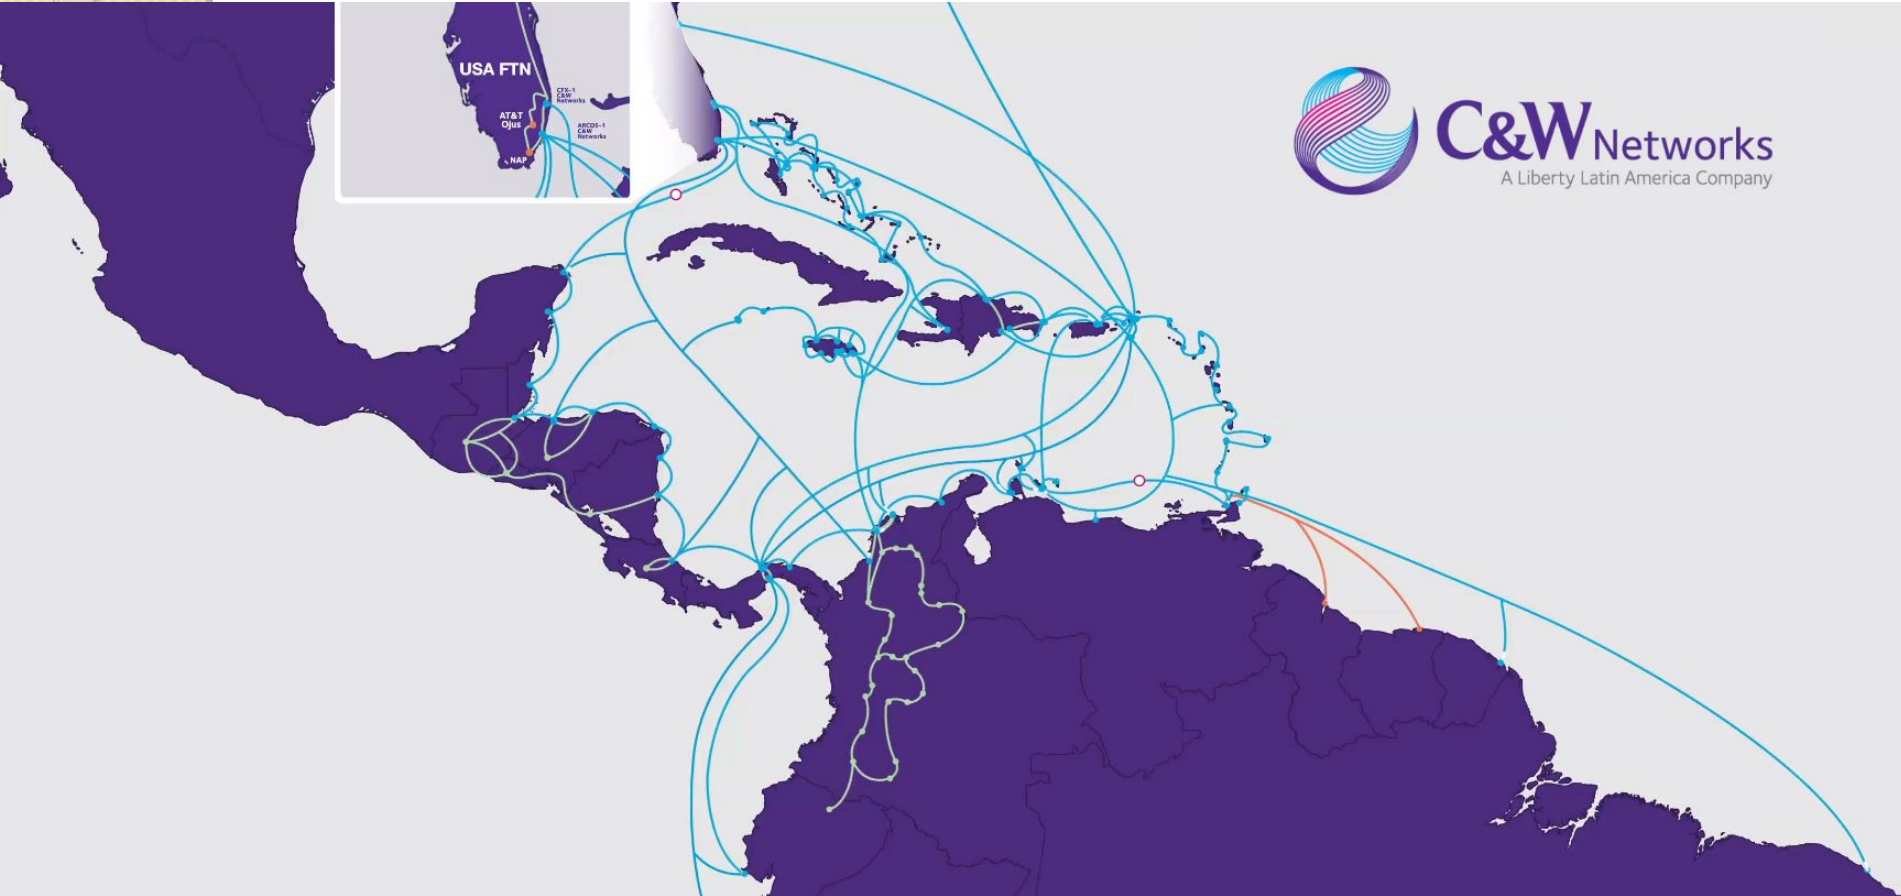 USA FTN
CFX-1
C&W
Networks
AT&T
Ojus
ARCOS-1
C&W
Networks
NAP
C&W Networks
A Liberty Latin America Company